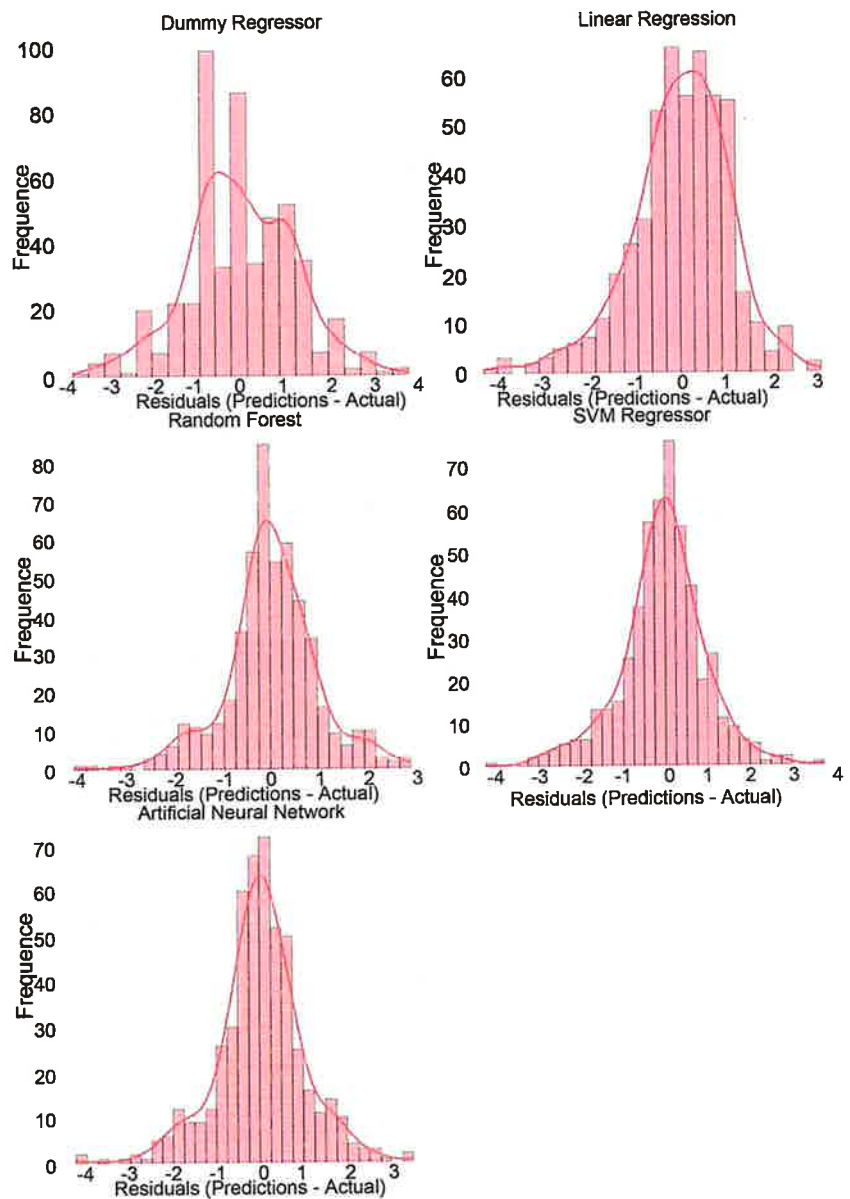 Dummy Regressor
100
80
60
40
20
0
Frequence
-4 -3 -2 -1 0 1 2 3 4
Residuals (Predictions - Actual)
Linear Regression
60
50
40
30
20
10
0
Frequence
-4 -3 -2 -1 0 1 2 3
Residuals (Predictions - Actual)
Random Forest
80
70
60
50
40
30
20
10
0
Frequence
-4 -3 -2 -1 0 1 2 3
Residuals (Predictions - Actual)
SVM Regressor
70
60
50
40
30
20
10
0
Frequence
-4 -3 -2 -1 0 1 2 3 4
Residuals (Predictions - Actual)
Artificial Neural Network
70
60
50
40
30
20
10
0
Frequence
-4 -3 -2 -1 0 1 2 3
Residuals (Predictions - Actual)